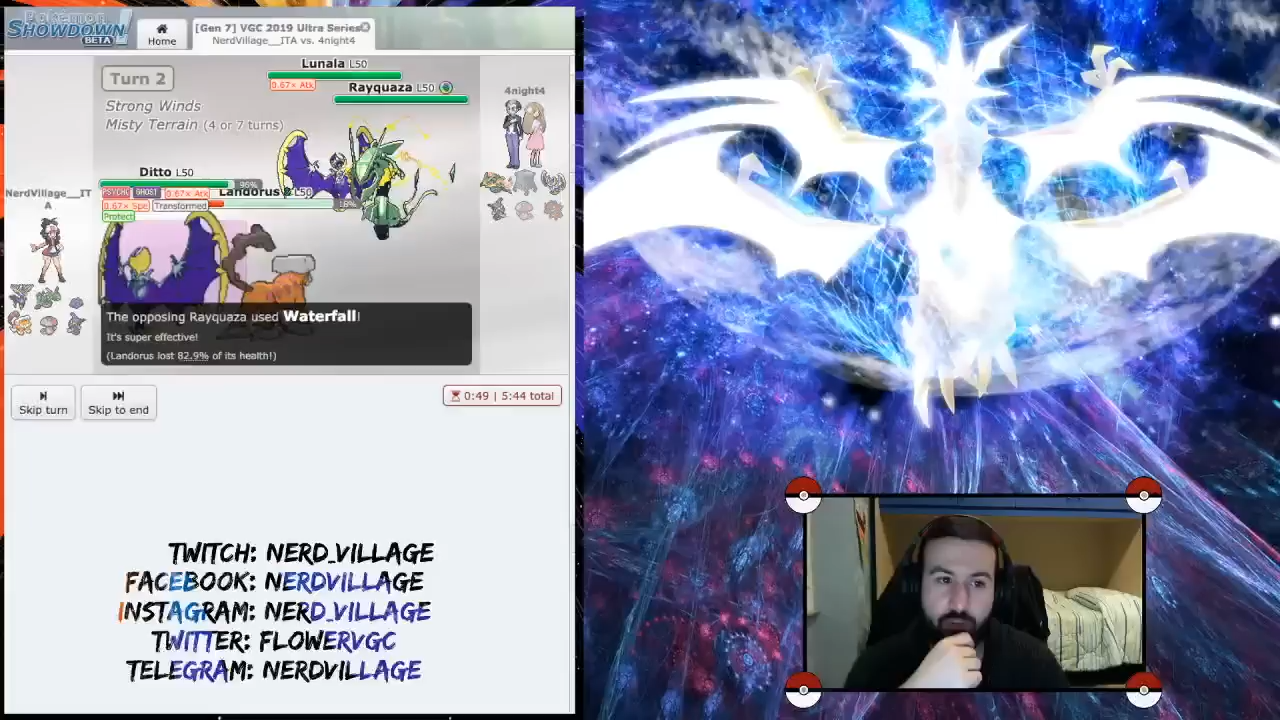 Pokémon
SHOWDOWN!
BETA
Home
[Gen 7] VGC 2019 Ultra Series
NerdVillage__ITA vs. 4night4
Turn 2
Strong Winds
Misty Terrain (4 or 7 turns)
Lunala L50
0.67× Atk
Rayquaza L50
4night4
Ditto L50
96%
PSYCHC GHOST 0.67× Atk
0.67× Spe Transformed
Protect
Landorus L50
18%
NerdVillage__IT
A
The opposing Rayquaza used Waterfall!
It's super effective!
(Landorus lost 82.9% of its health!)
Skip turn
Skip to end
0:49 | 5:44 total
TWITCH: NERD_VILLAGE
FACEBOOK: NERDVILLAGE
INSTAGRAM: NERD_VILLAGE
TWITTER: FLOWERVGC
TELEGRAM: NERDVILLAGE